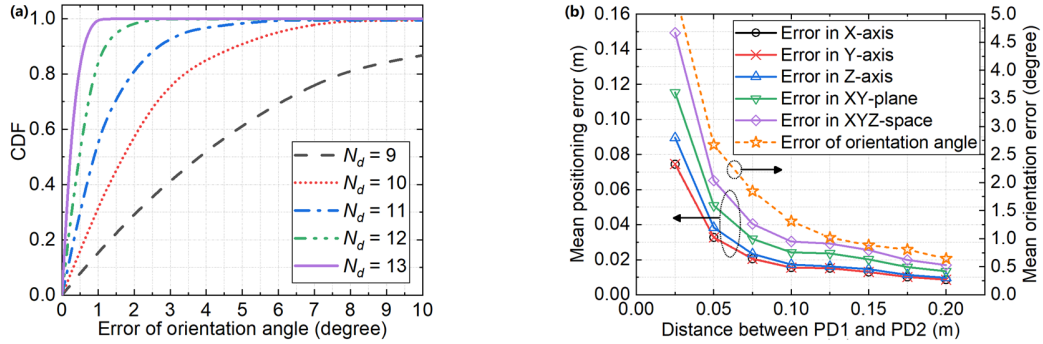 (a)
1.0
0.8
0.6
0.4
0.2
0.0
CDF
N_d = 9
N_d = 10
N_d = 11
N_d = 12
N_d = 13
0 1 2 3 4 5 6 7 8 9 10
Error of orientation angle (degree)
(b)
0.16
0.14
0.12
0.10
0.08
0.06
0.04
0.02
0.00
Mean positioning error (m)
Error in X-axis
Error in Y-axis
Error in Z-axis
Error in XY-plane
Error in XYZ-space
Error of orientation angle
5.0
4.5
4.0
3.5
3.0
2.5
2.0
1.5
1.0
0.5
0.0
Mean orientation error (degree)
0.00 0.05 0.10 0.15 0.20
Distance between PD1 and PD2 (m)